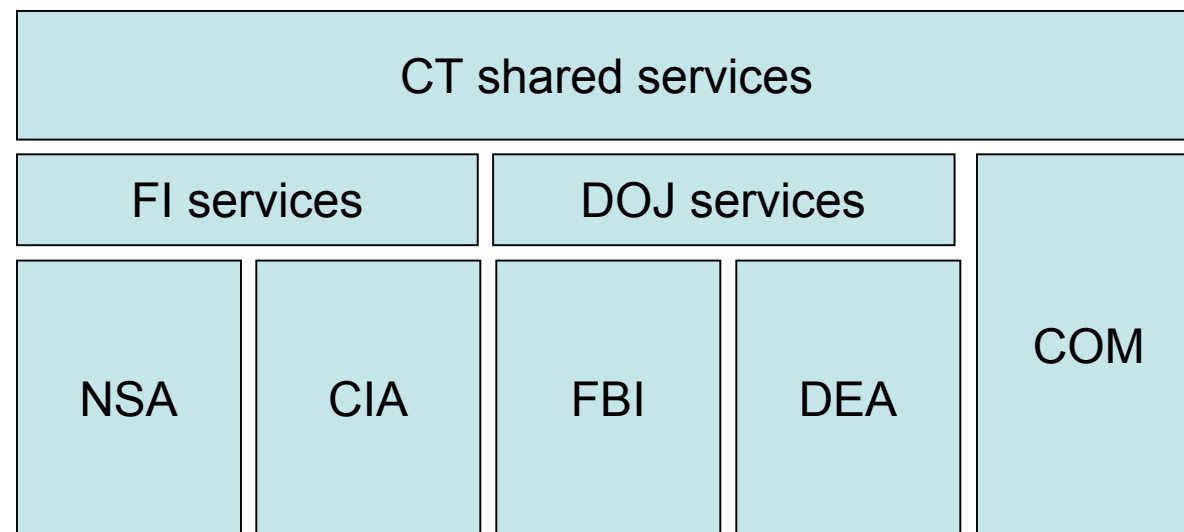 CT shared services
FI services
DOJ services
NSA
CIA
FBI
DEA
COM